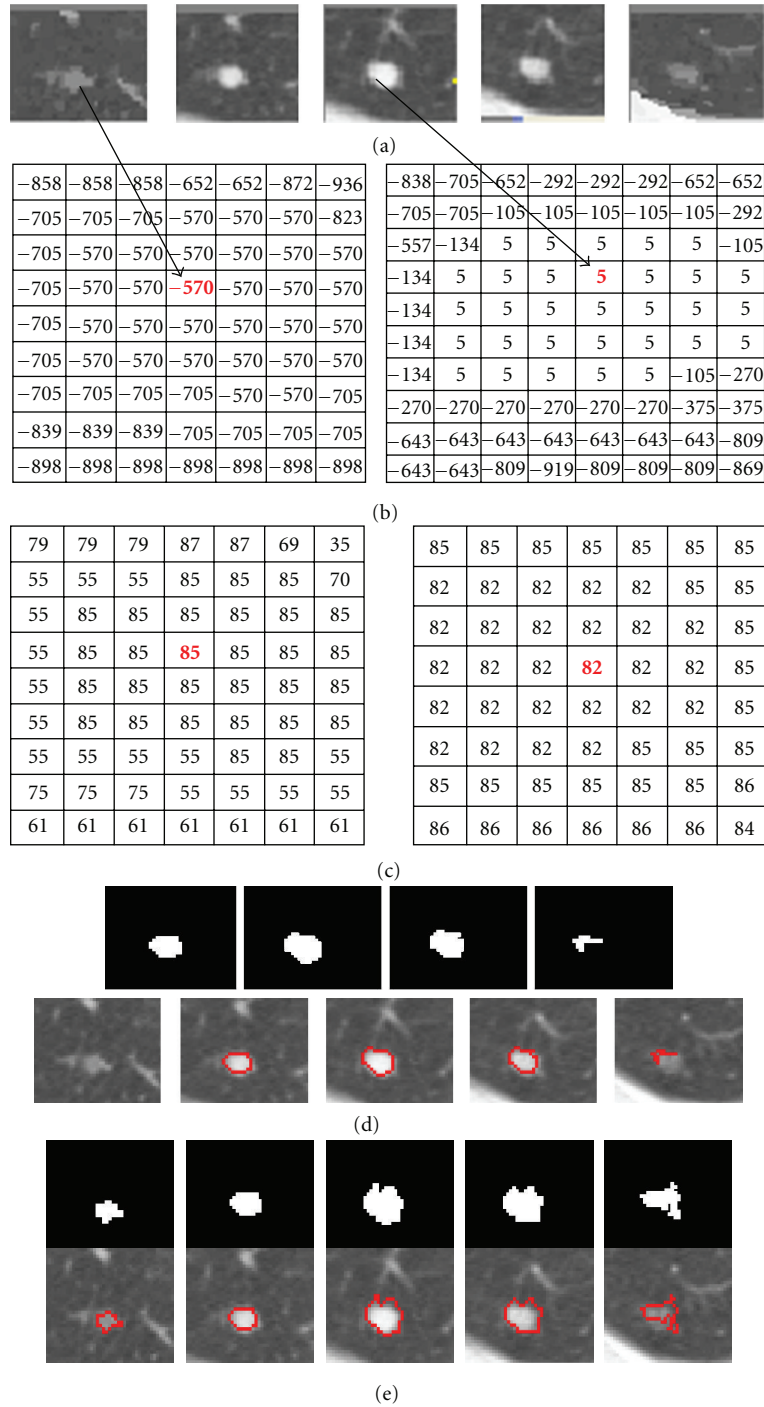 (a)
−858 −858 −858 −652 −652 −872 −936
−705 −705 −705 −570 −570 −570 −823
−705 −570 −570 −570 −570 −570 −570
−705 −570 −570 −570 −570 −570 −570
−705 −570 −570 −570 −570 −570 −570
−705 −570 −570 −570 −570 −570 −570
−705 −705 −705 −705 −570 −570 −705
−839 −839 −839 −705 −705 −705 −705
−898 −898 −898 −898 −898 −898 −898
−838 −705 −652 −292 −292 −292 −652 −652
−705 −705 −105 −105 −105 −105 −105 −292
−557 −134 5 5 5 5 5 −105
−134 5 5 5 5 5 5 5
−134 5 5 5 5 5 5 5
−134 5 5 5 5 5 5 5
−134 5 5 5 5 5 −105 −270
−270 −270 −270 −270 −270 −270 −375 −375
−643 −643 −643 −643 −643 −643 −643 −809
−643 −643 −809 −919 −809 −809 −809 −869
(b)
79 79 79 87 87 69 35
55 55 55 85 85 85 70
55 85 85 85 85 85 85
55 85 85 85 85 85 85
55 85 85 85 85 85 85
55 85 85 85 85 85 85
55 55 55 55 85 85 55
75 75 75 55 55 55 55
61 61 61 61 61 61 61
85 85 85 85 85 85 85
82 82 82 82 82 82 85
82 82 82 82 82 82 85
82 82 82 82 82 82 85
82 82 82 82 82 82 85
82 82 82 82 85 85 85
85 85 85 85 85 85 86
86 86 86 86 86 86 84
(c)
(d)
(e)